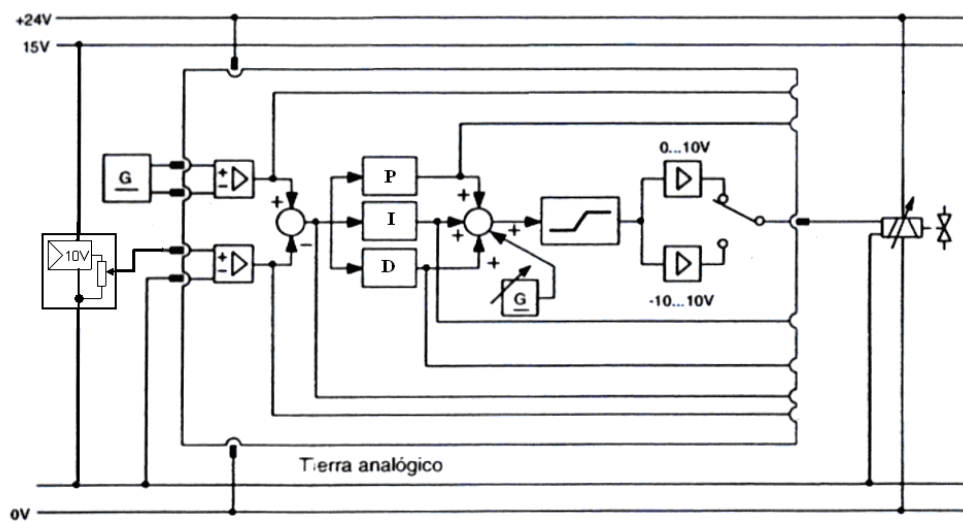 +24V
15V
0...10V
P
G
+
-
+
+
I
+
+
-
+
-
10V
D
+
G
-10...10V
Tierra analógico
0V